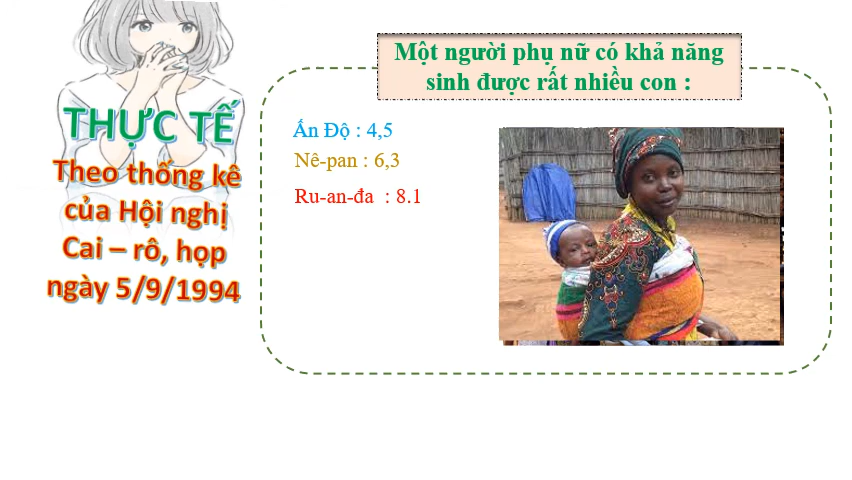 THỰC TẾ
Theo thống kê
của Hội nghị
Cai – rô, họp
ngày 5/9/1994
Một người phụ nữ có khả năng
sinh được rất nhiều con :
Ấn Độ : 4,5
Nê-pan : 6,3
Ru-an-đa : 8.1